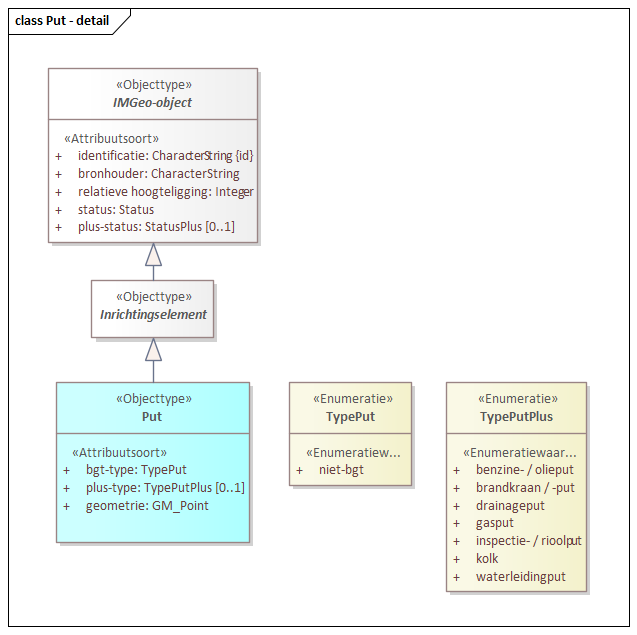 class Put - detail
«Objecttype»
IMGeo-object
«Attribuutsoort»
+ identificatie: CharacterString {id}
+ bronhouder: CharacterString
+ relatieve hoogteligging: Integer
+ status: Status
+ plus-status: StatusPlus [0..1]
«Objecttype»
Inrichtingselement
«Objecttype»
Put
«Attribuutsoort»
+ bgt-type: TypePut
+ plus-type: TypePutPlus [0..1]
+ geometrie: GM_Point
«Enumeratie»
TypePut
«Enumeratiew...
+ niet-bgt
«Enumeratie»
TypePutPlus
«Enumeratiewaar...
+ benzine- / olieput
+ brandkraan / -put
+ drainageput
+ gasput
+ inspectie- / rioolput
+ kolk
+ waterleidingput